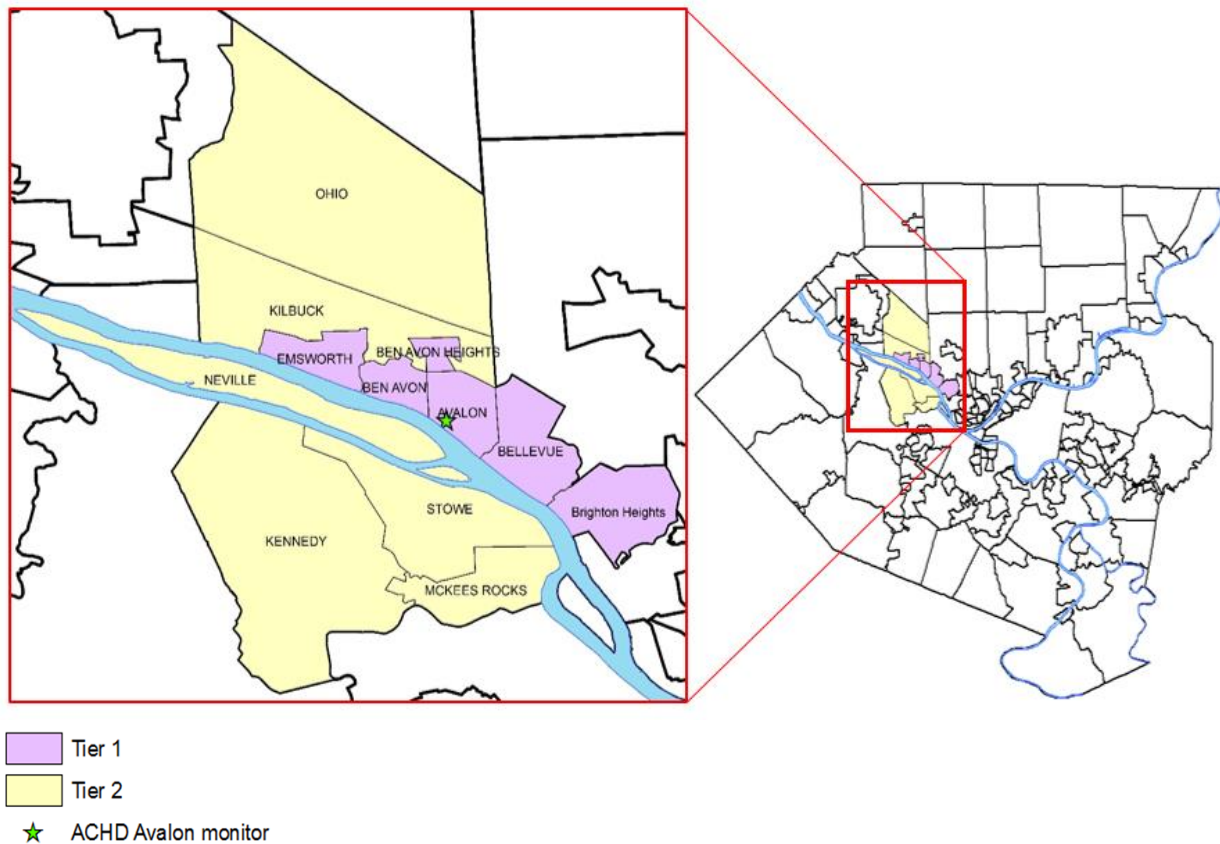 OHIO
KILBUCK
BEN AVON HEIGHTS
EMSWORTH
NEVILLE
BEN AVON
AVALON
BELLEVUE
STOWE
Brighton Heights
KENNEDY
MCKEES ROCKS
Tier 1
Tier 2
ACHD Avalon monitor